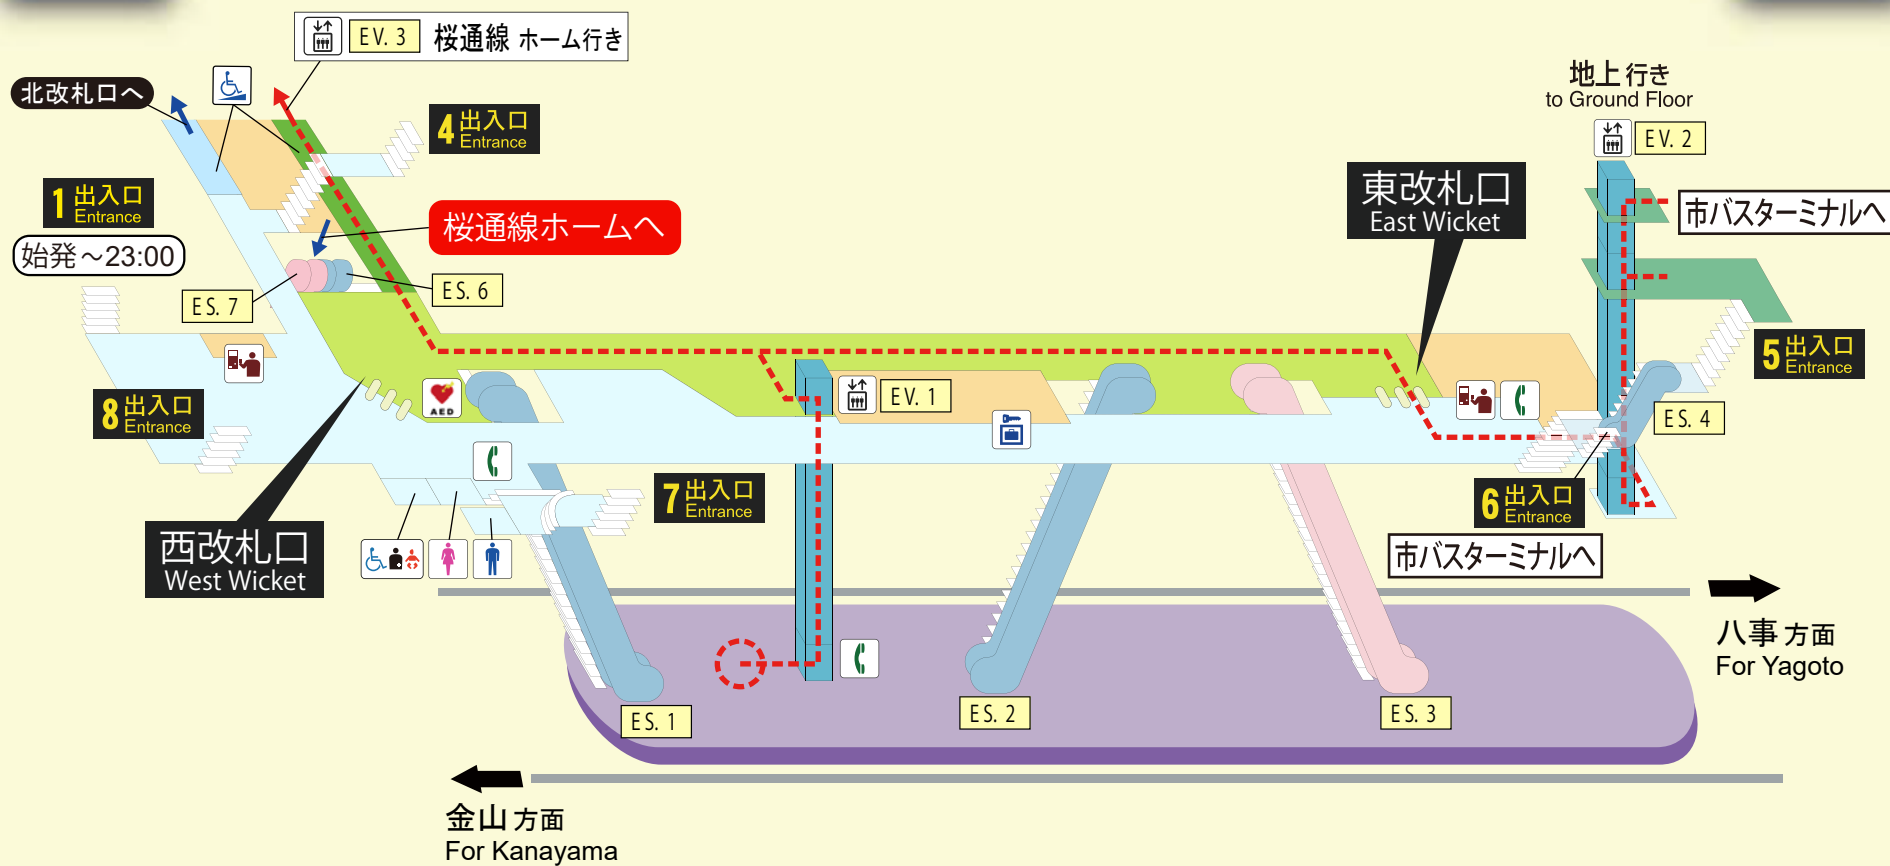 EV. 3 桜通線 ホーム行き
北改札口へ
4 出入口
Entrance
地上 行き
to Ground Floor
EV. 2
1 出入口
Entrance
始発～23:00
桜通線ホームへ
東改札口
East Wicket
市バスターミナルへ
ES. 7
ES. 6
5 出入口
Entrance
8 出入口
Entrance
AED
EV. 1
ES. 4
7 出入口
Entrance
6 出入口
Entrance
西改札口
West Wicket
市バスターミナルへ
八事 方面
For Yagoto
ES. 1
ES. 2
ES. 3
金山 方面
For Kanayama